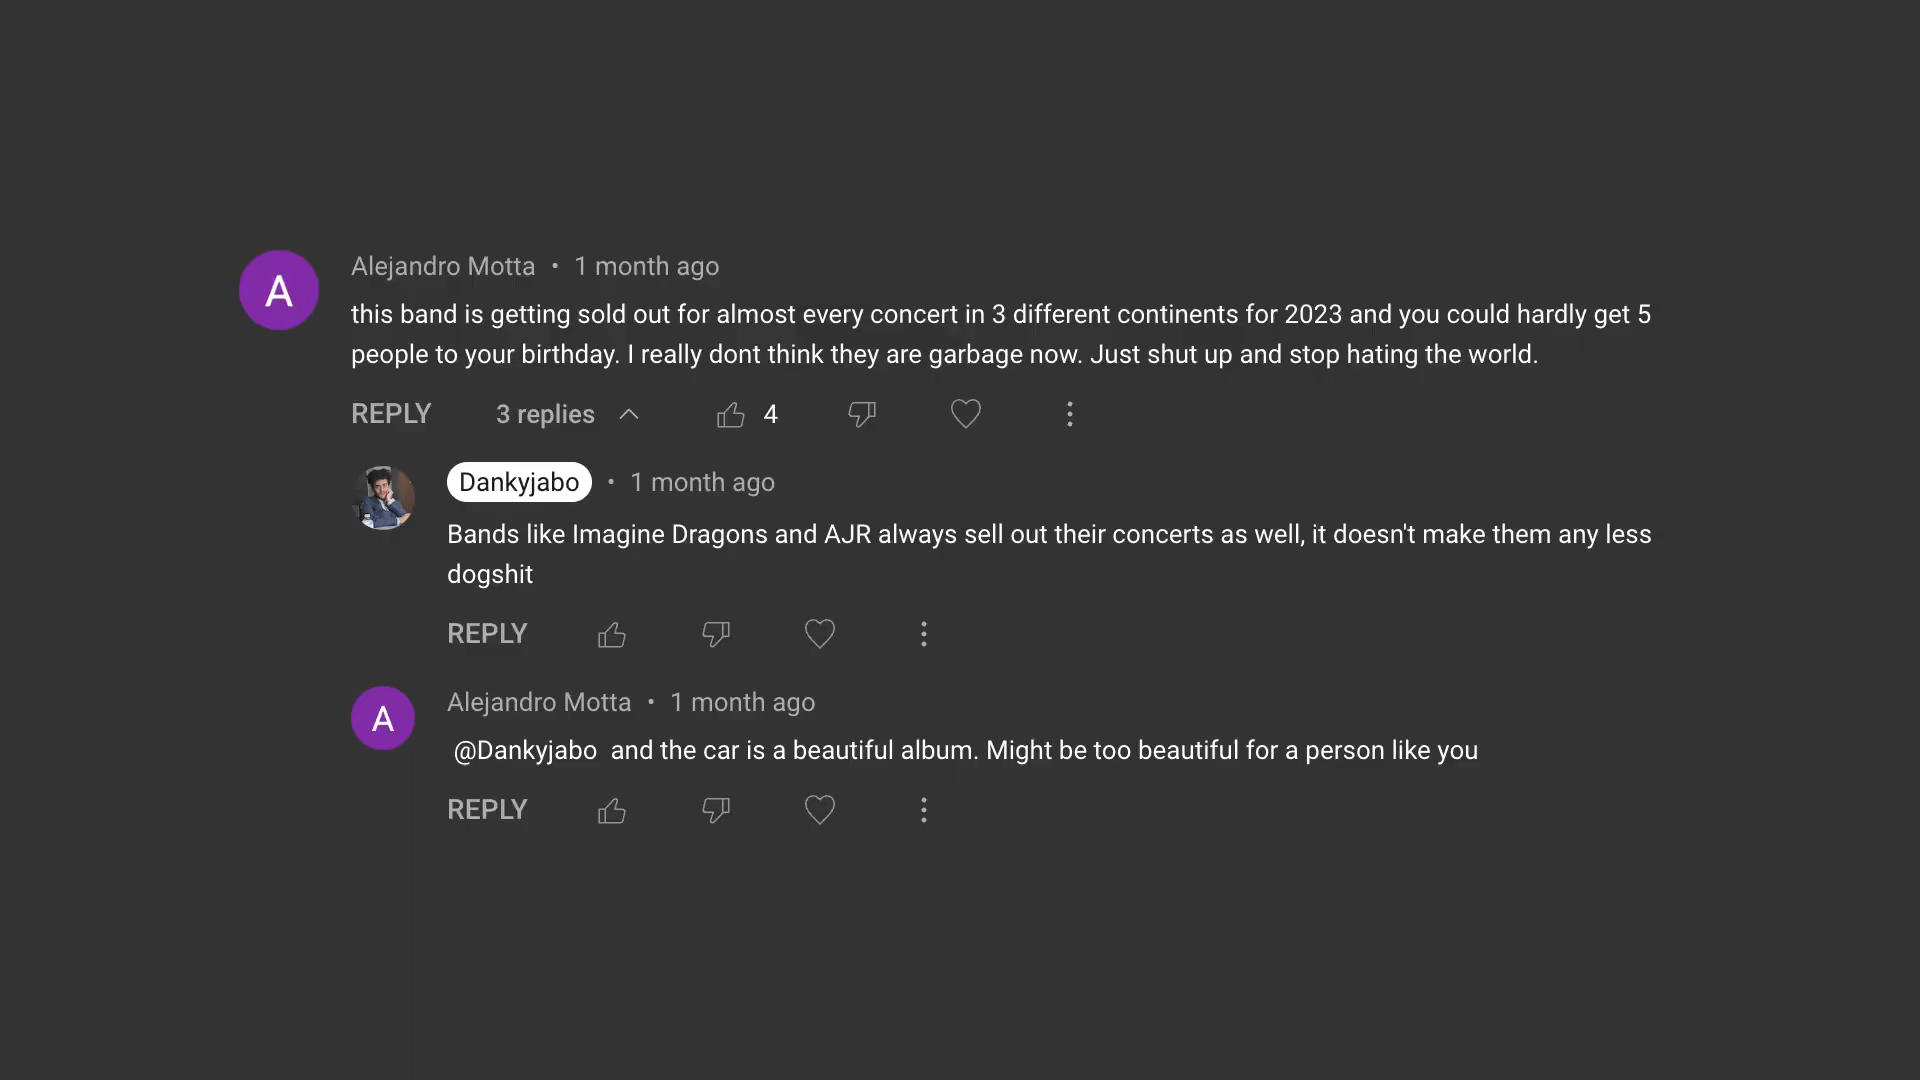 A
Alejandro Motta • 1 month ago
this band is getting sold out for almost every concert in 3 different continents for 2023 and you could hardly get 5
people to your birthday. I really dont think they are garbage now. Just shut up and stop hating the world.
REPLY 3 replies 4
Dankyjabo • 1 month ago
Bands like Imagine Dragons and AJR always sell out their concerts as well, it doesn't make them any less
dogshit
REPLY
A
Alejandro Motta • 1 month ago
@Dankyjabo and the car is a beautiful album. Might be too beautiful for a person like you
REPLY